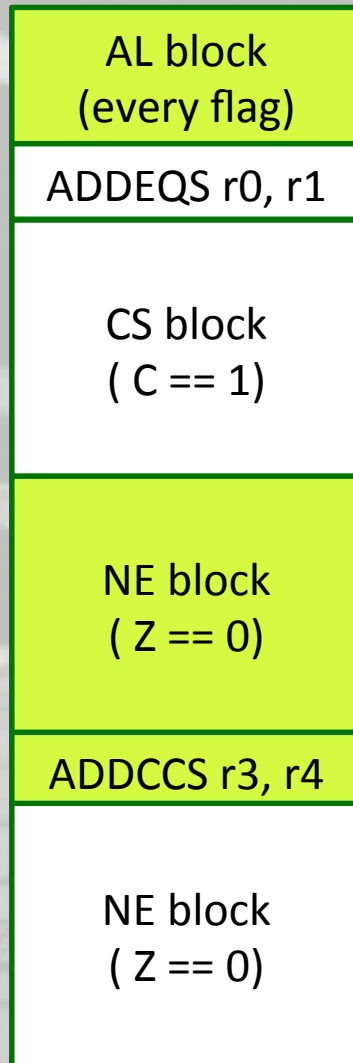 AL block
(every flag)
ADDEQS r0, r1
CS block
( C == 1)
NE block
( Z == 0)
ADDCCS r3, r4
NE block
( Z == 0)